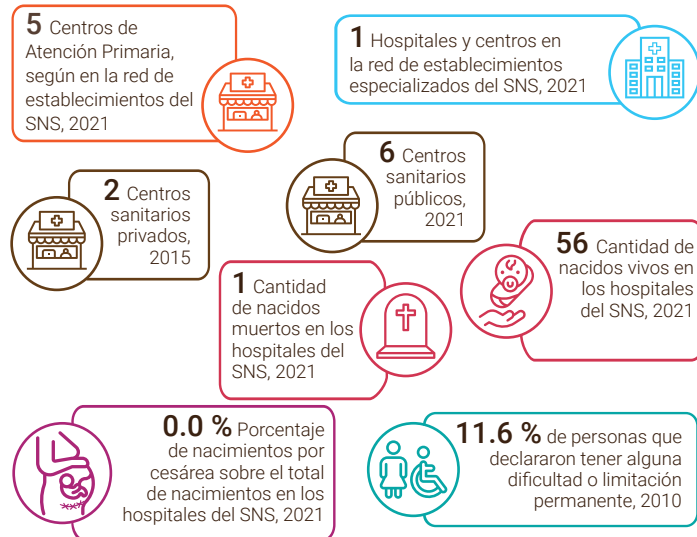 5 Centros de
Atención Primaria,
según en la red de
establecimientos del
SNS, 2021
1 Hospitales y centros en
la red de establecimientos
especializados del SNS, 2021
2 Centros
sanitarios
privados,
2015
6 Centros
sanitarios
públicos,
2021
1 Cantidad
de nacidos
muertos en los
hospitales del
SNS, 2021
56 Cantidad de
nacidos vivos en
los hospitales
del SNS, 2021
0.0 % Porcentaje
de nacimientos por
cesárea sobre el total
de nacimientos en los
hospitales del SNS, 2021
11.6 % de personas que
declararon tener alguna
dificultad o limitación
permanente, 2010